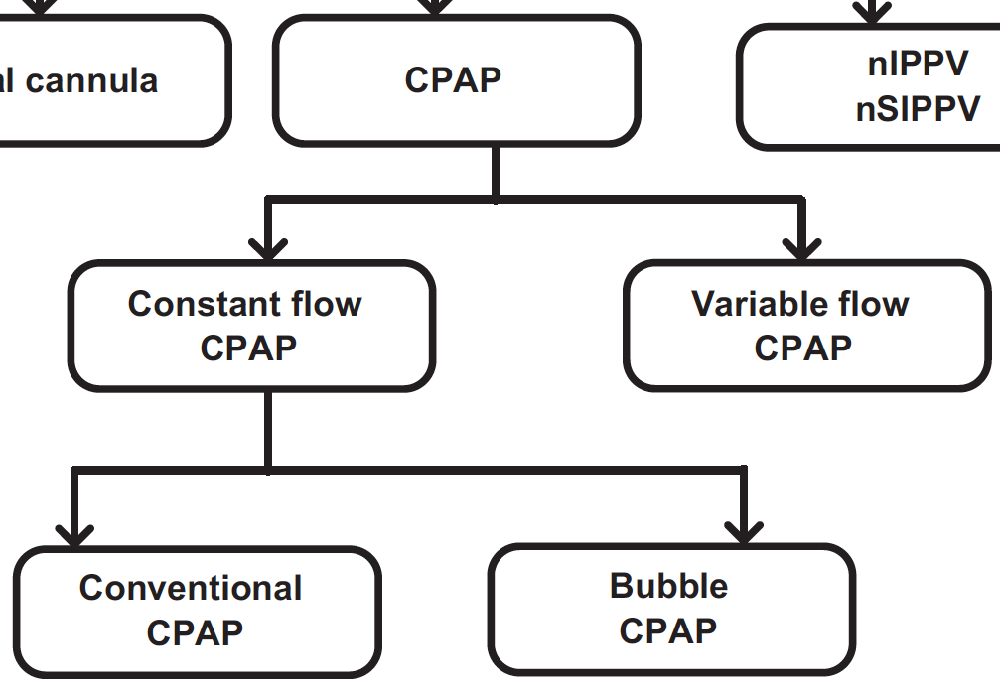 cannula
CPAP
nIPPV
nSIPPV
Constant flow
CPAP
Variable flow
CPAP
Conventional
CPAP
Bubble
CPAP